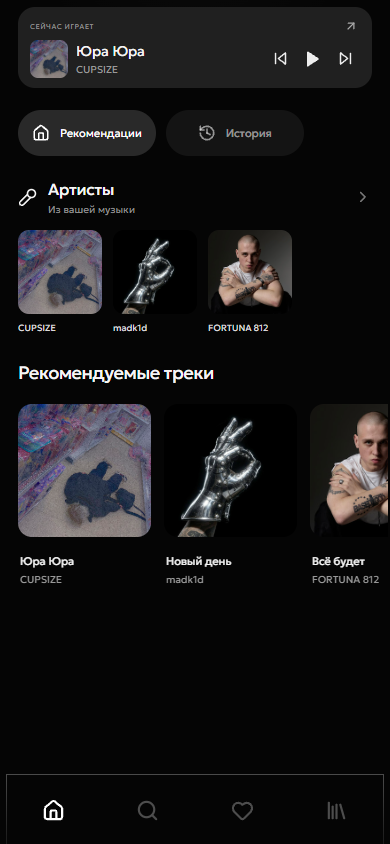 СЕЙЧАС ИГРАЕТ
Юра Юра
CUPSIZE
Рекомендации
История
Артисты
Из вашей музыки
CUPSIZE
madk1d
FORTUNA 812
Рекомендуемые треки
Юра Юра
CUPSIZE
Новый день
madk1d
Всё будет
FORTUNA 812